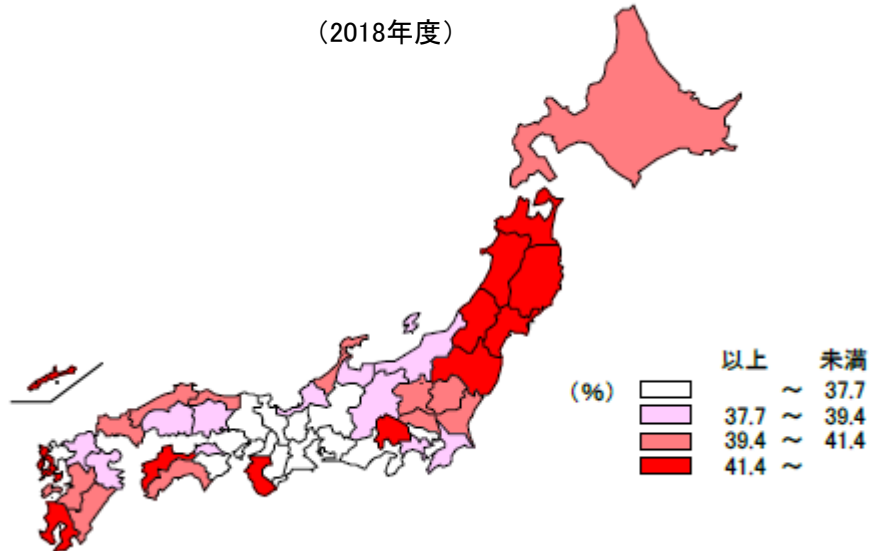 （2018年度）
以上 未満
（%） ～ 37.7
37.7 ～ 39.4
39.4 ～ 41.4
41.4 ～